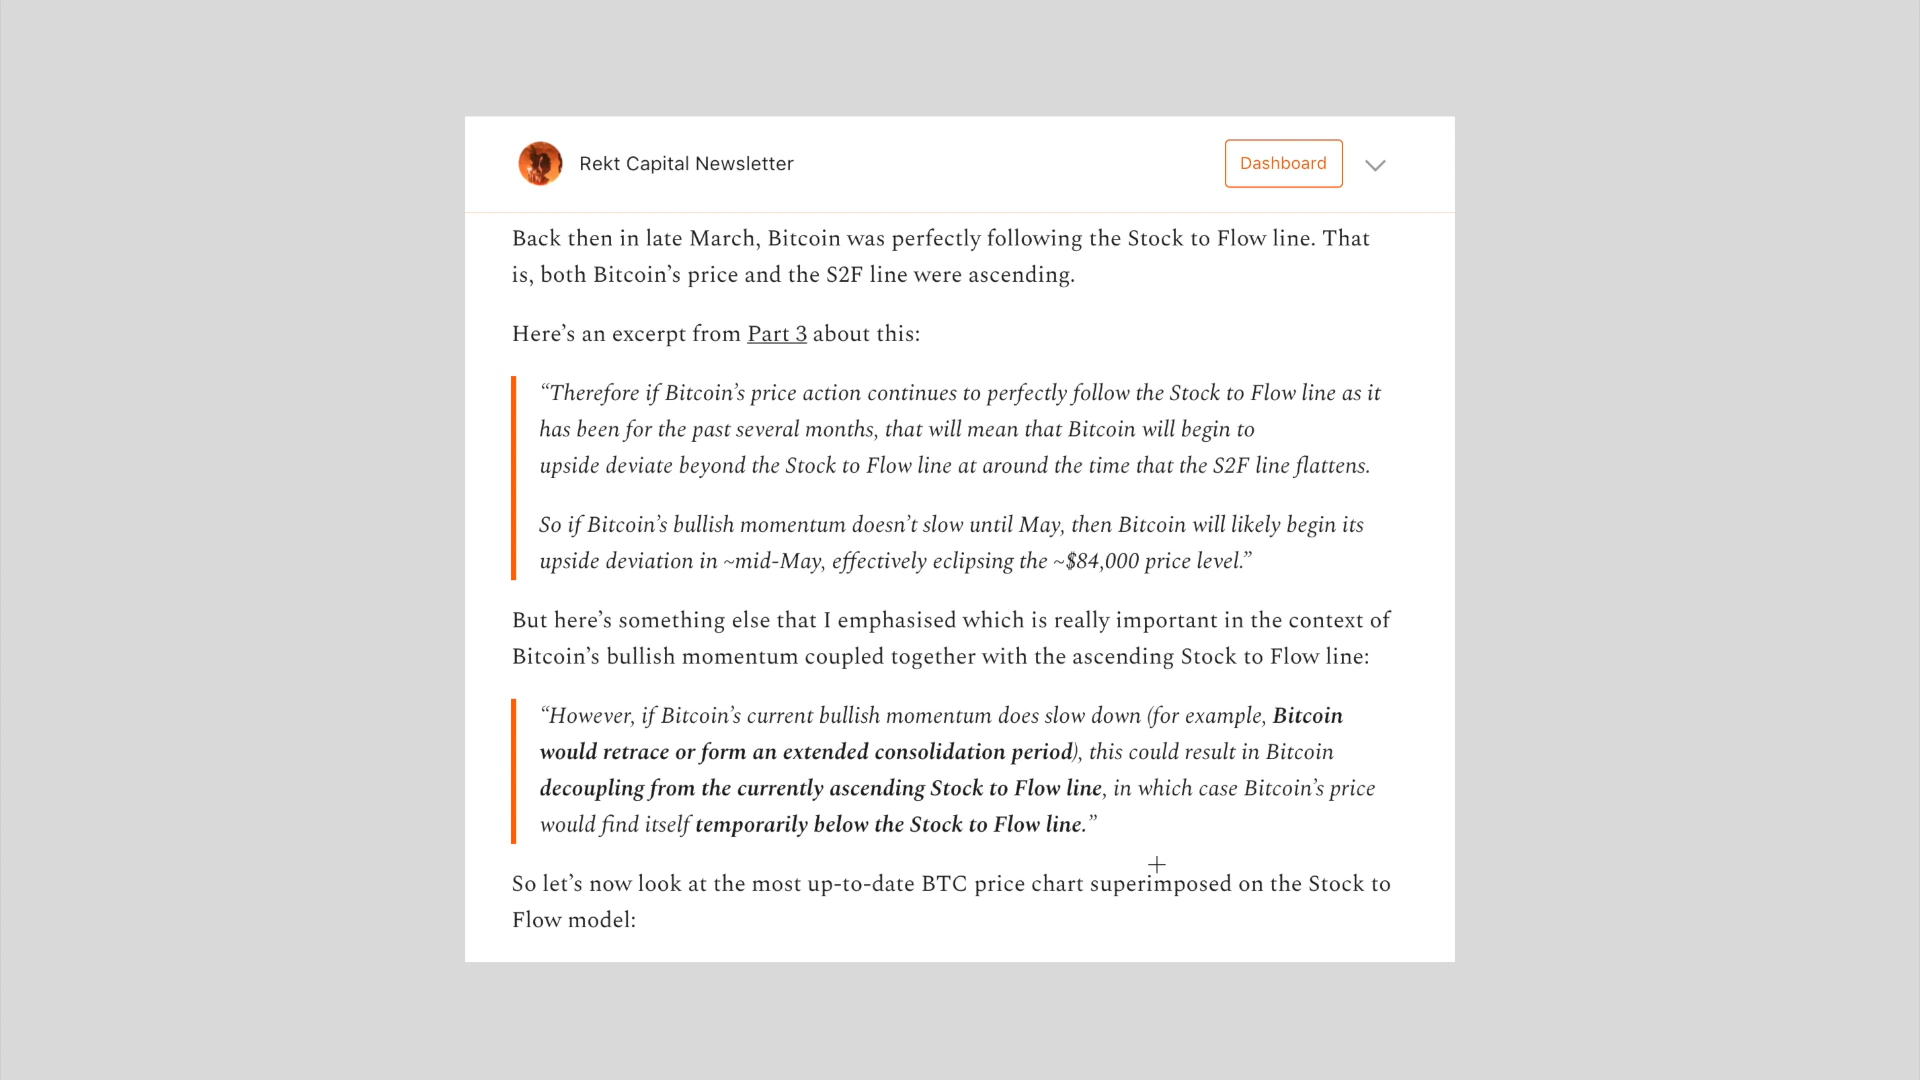 Rekt Capital Newsletter
Dashboard
Back then in late March, Bitcoin was perfectly following the Stock to Flow line. That
is, both Bitcoin’s price and the S2F line were ascending.
Here’s an excerpt from Part 3 about this:
“Therefore if Bitcoin’s price action continues to perfectly follow the Stock to Flow line as it
has been for the past several months, that will mean that Bitcoin will begin to
upside deviate beyond the Stock to Flow line at around the time that the S2F line flattens.
So if Bitcoin’s bullish momentum doesn’t slow until May, then Bitcoin will likely begin its
upside deviation in ~mid-May, effectively eclipsing the ~$84,000 price level.”
But here’s something else that I emphasised which is really important in the context of
Bitcoin’s bullish momentum coupled together with the ascending Stock to Flow line:
“However, if Bitcoin’s current bullish momentum does slow down (for example, Bitcoin
would retrace or form an extended consolidation period), this could result in Bitcoin
decoupling from the currently ascending Stock to Flow line, in which case Bitcoin’s price
would find itself temporarily below the Stock to Flow line.”
So let’s now look at the most up-to-date BTC price chart superimposed on the Stock to
Flow model: